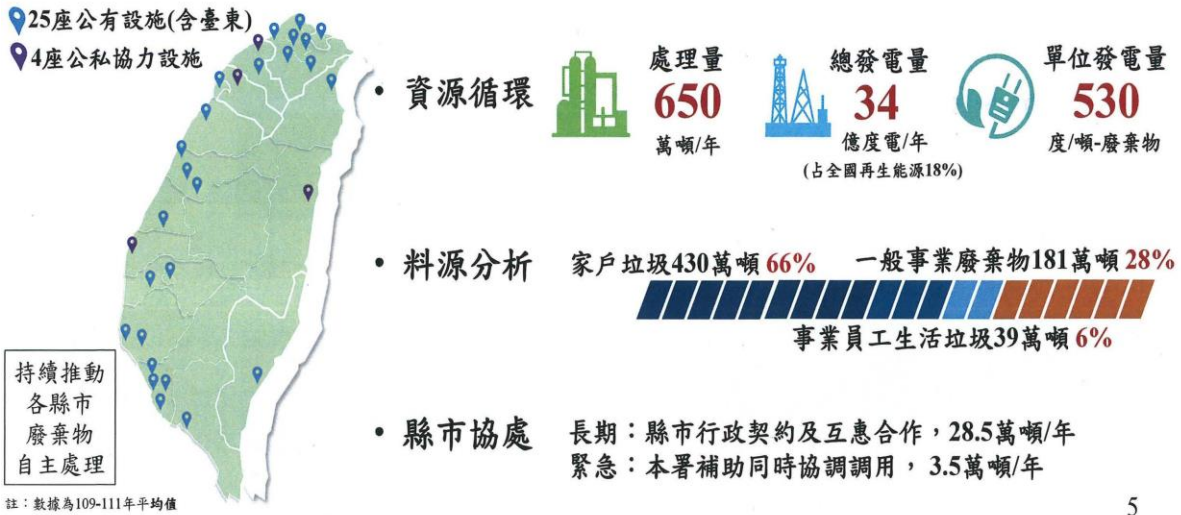 25座公有設施(含臺東)
4座公私協力設施
• 資源循環
處理量
650
萬噸/年
總發電量
34
億度電/年
(占全國再生能源18%)
單位發電量
530
度/噸-廢棄物
• 料源分析
家戶垃圾430萬噸 66%
一般事業廢棄物181萬噸 28%
事業員工生活垃圾39萬噸 6%
• 縣市協處
長期：縣市行政契約及互惠合作，28.5萬噸/年
緊急：本署補助同時協調調用， 3.5萬噸/年
持續推動
各縣市
廢棄物
自主處理
註：數據為109-111年平均值
5